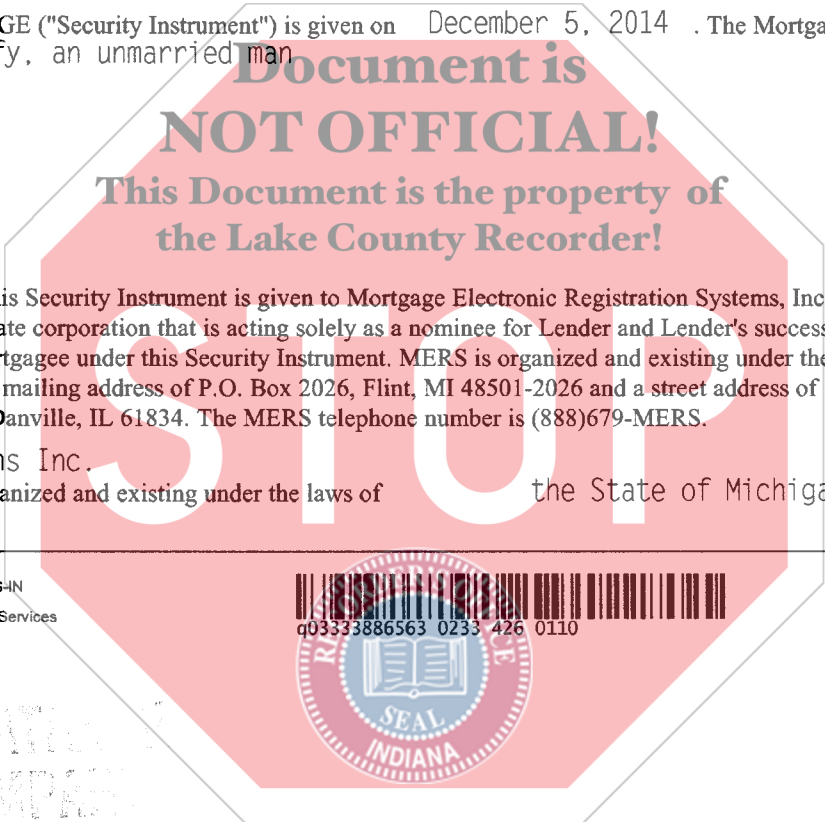 GE ("Security Instrument") is given on December 5, 2014 . The Mortga
y, an unmarried man
Document is
NOT OFFICIAL!
This Document is the property of
the Lake County Recorder!
is Security Instrument is given to Mortgage Electronic Registration Systems, Inc
ate corporation that is acting solely as a nominee for Lender and Lender's success
rtgagee under this Security Instrument. MERS is organized and existing under the
mailing address of P.O. Box 2026, Flint, MI 48501-2026 and a street address of
Danville, IL 61834. The MERS telephone number is (888)679-MERS.
STOP
ns Inc.
anized and existing under the laws of the State of Michiga
-IN
Services
q03333886563 0233 426 0110
RECORDER'S OFFICE
SEAL
INDIANA